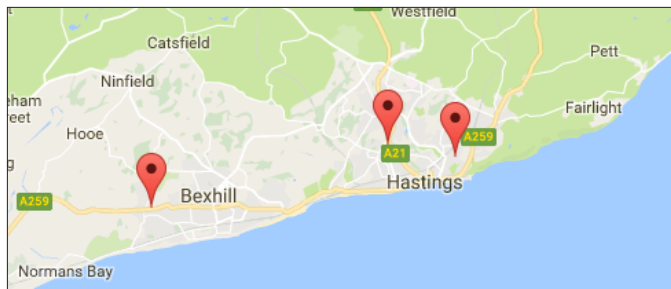 Westfield
Catsfield
Pett
Ninfield
Fairlight
Hooe
A259
A21
Hastings
Bexhill
A259
Normans Bay